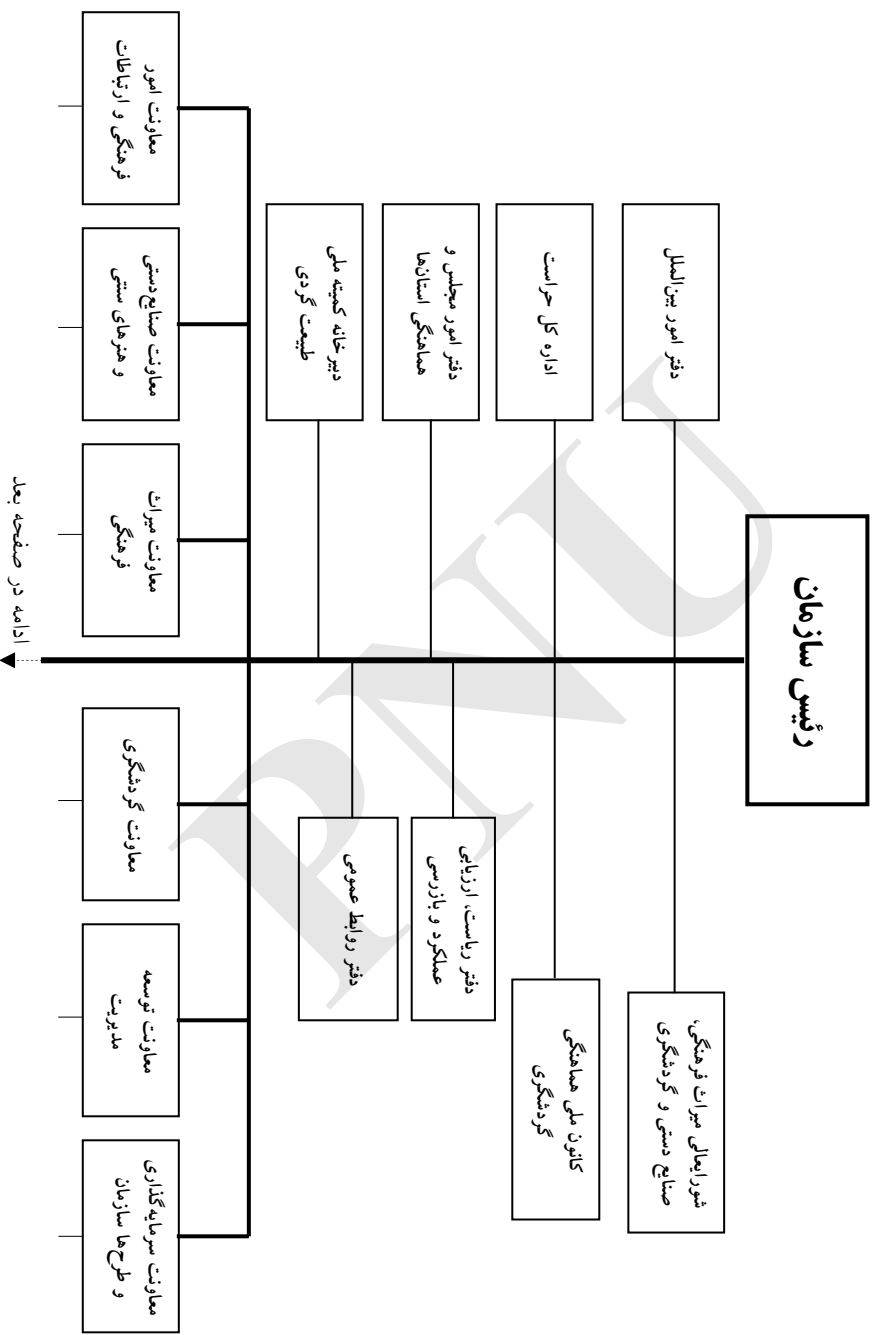 رئیس سازمان
شورایعالی میراث فرهنگی،
صنایع دستی و گردشگری
دفتر امور بین‌الملل
کانون ملی هماهنگی
گردشگری
اداره کل حراست
دفتر ریاست، ارزیابی
عملکرد و بازرسی
دفتر امور مجلس و
هماهنگی استان‌ها
دفتر روابط عمومی
دبیرخانه کمیته ملی
طبیعت گردی
معاونت سرمایه‌گذاری
و طرح‌ها سازمان
معاونت توسعه
مدیریت
معاونت گردشگری
معاونت میراث
فرهنگی
معاونت صنایع‌دستی
و هنرهای سنتی
معاونت امور
فرهنگی و ارتباطات
ادامه در صفحه بعد
PNU